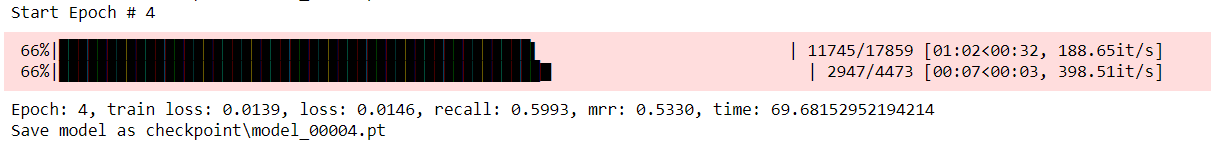 Start Epoch # 4
66%| | 11745/17859 [01:02<00:32, 188.65it/s]
66%| | 2947/4473 [00:07<00:03, 398.51it/s]
Epoch: 4, train loss: 0.0139, loss: 0.0146, recall: 0.5993, mrr: 0.5330, time: 69.68152952194214
Save model as checkpoint\model_00004.pt